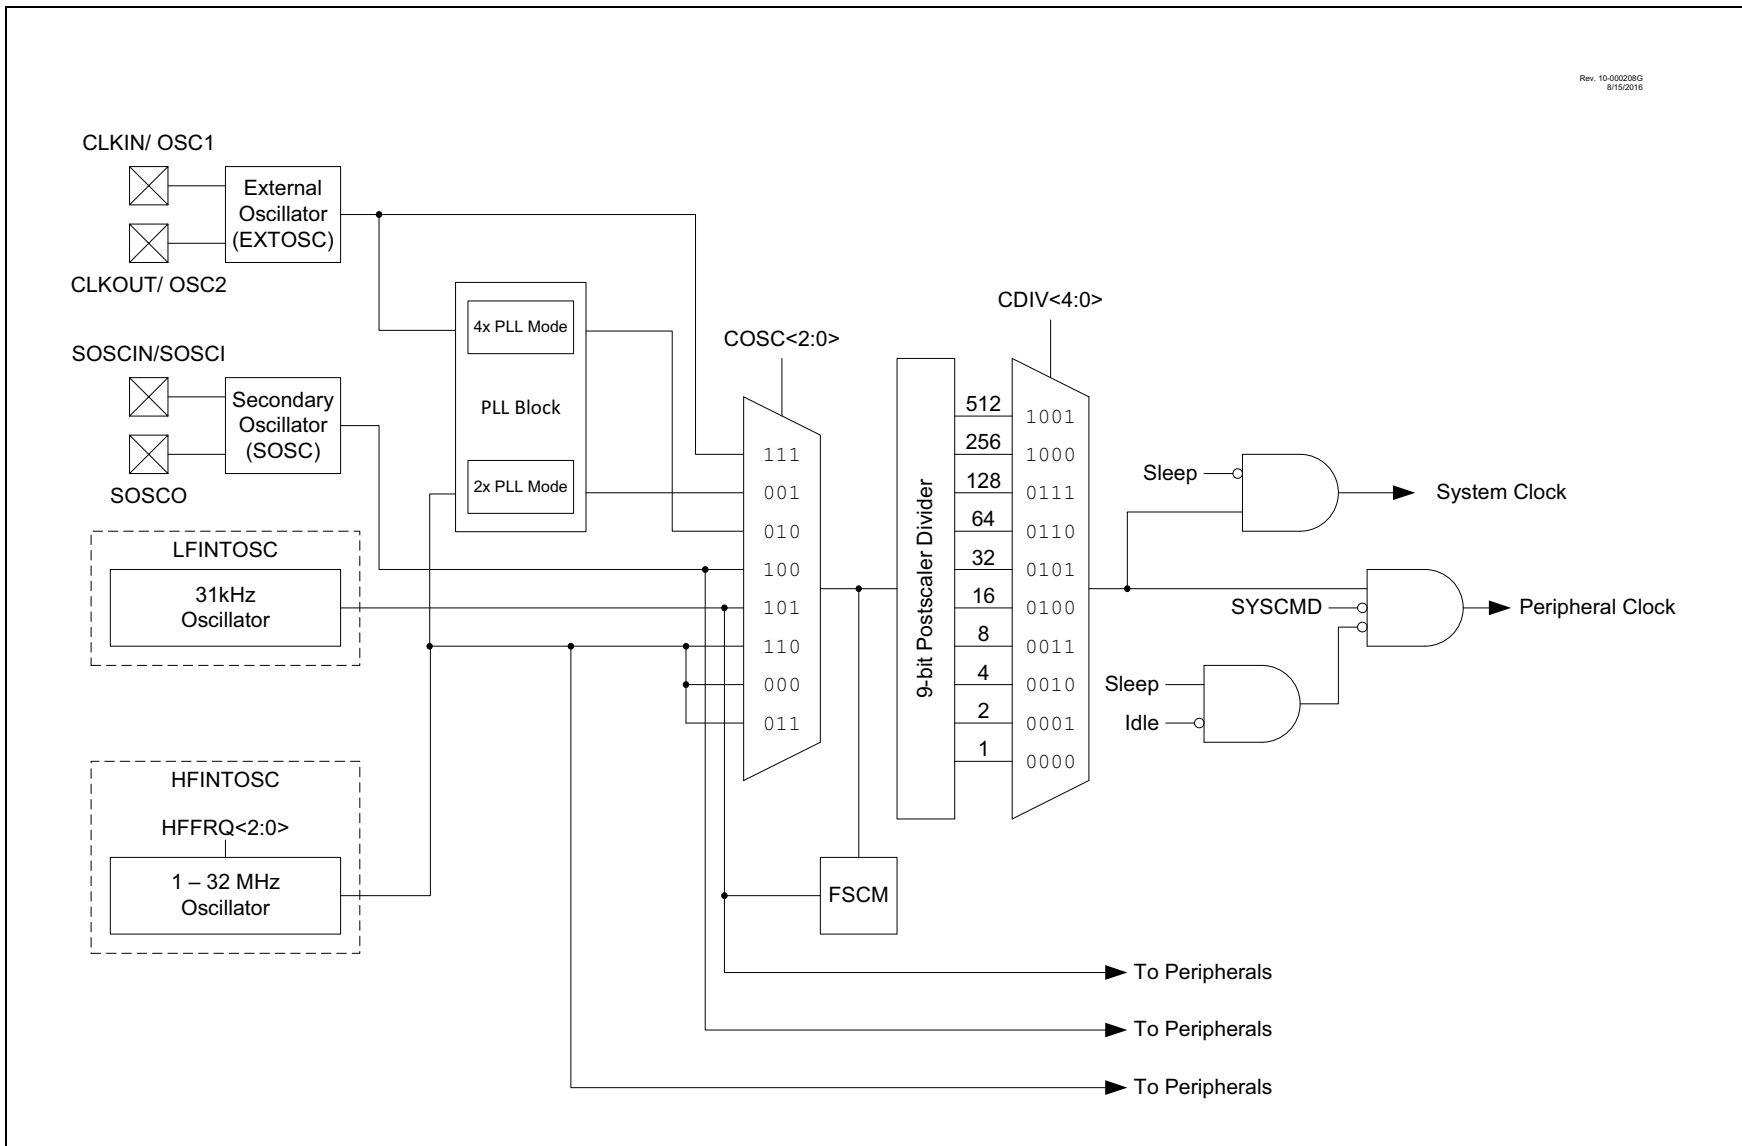 Rev. 10-000208G
8/15/2016
CLKIN/ OSC1
External
Oscillator
(EXTOSC)
CLKOUT/ OSC2
SOSCIN/SOSCI
Secondary
Oscillator
(SOSC)
SOSCO
LFINTOSC
31kHz
Oscillator
HFINTOSC
HFFRQ<2:0>
1 – 32 MHz
Oscillator
4x PLL Mode
PLL Block
2x PLL Mode
COSC<2:0>
111
001
010
100
101
110
000
011
FSCM
9-bit Postscaler Divider
512
256
128
64
32
16
8
4
2
1
CDIV<4:0>
1001
1000
0111
0110
0101
0100
0011
0010
0001
0000
Sleep
System Clock
SYSCMD
Peripheral Clock
Sleep
Idle
To Peripherals
To Peripherals
To Peripherals